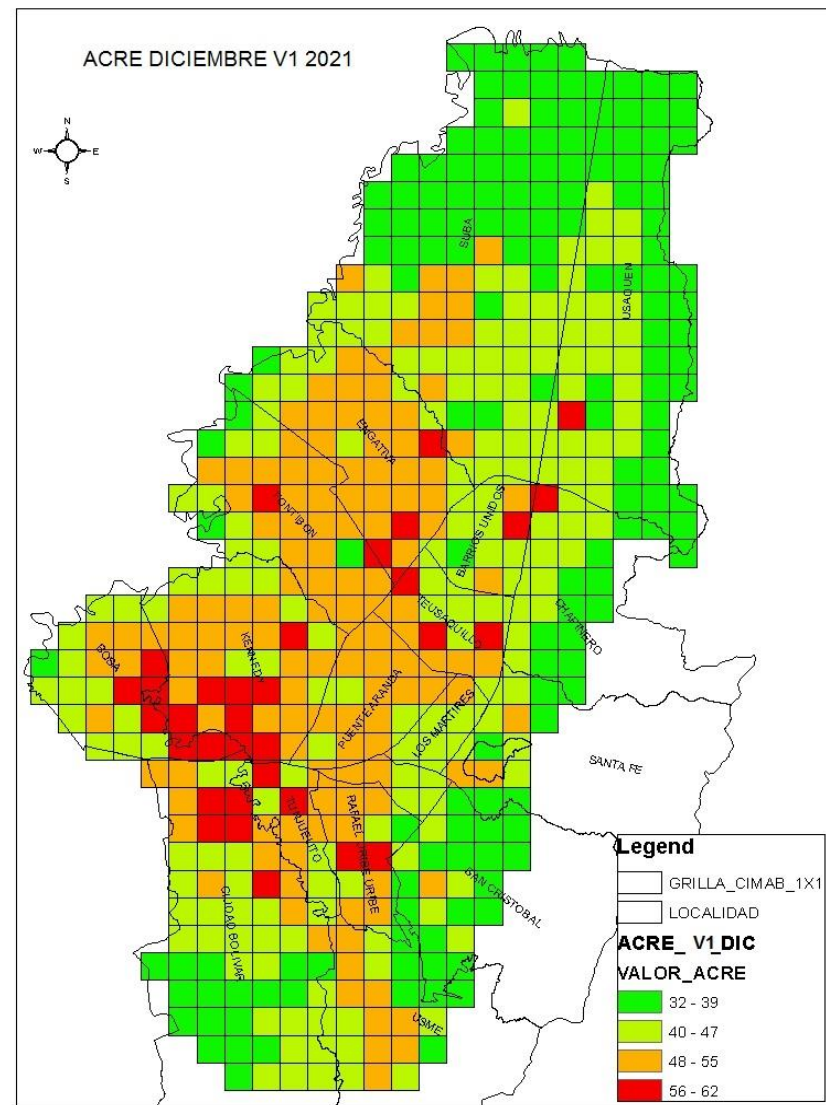 ACRE DICIEMBRE V1 2021
N
W
E
S
SUBA
USAQUEN
ENGATIVA
FONTIBON
BARRIOS UNIDOS
TEUSAQUILLO
CHAPINERO
BOSA
KENNEDY
PUENTE ARANDA
LOS MARTIRES
SANTA FE
TUNJUELITO
RAFAEL URIBE URIBE
SAN CRISTOBAL
CIUDAD BOLIVAR
USME
Legend
GRILLA_CIMAB_1X1
LOCALIDAD
ACRE_ V1_DIC
VALOR_ACRE
32 - 39
40 - 47
48 - 55
56 - 62